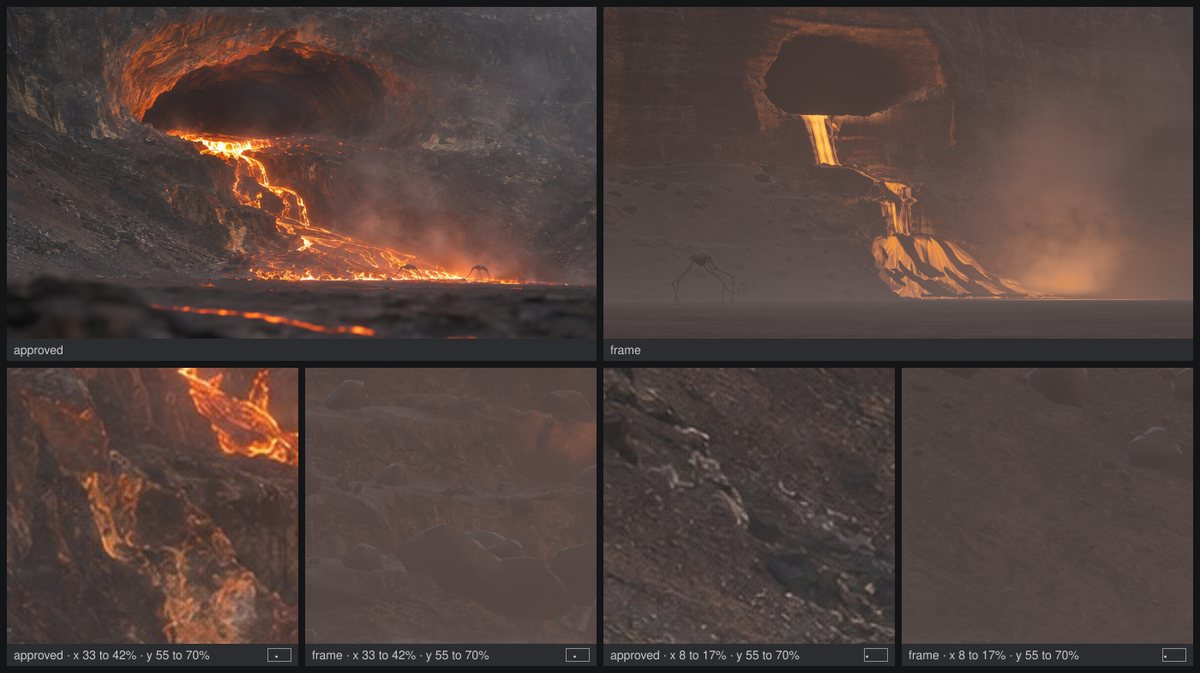 approved
frame
approved · x 33 to 42% · y 55 to 70%
frame · x 33 to 42% · y 55 to 70%
approved · x 8 to 17% · y 55 to 70%
frame · x 8 to 17% · y 55 to 70%